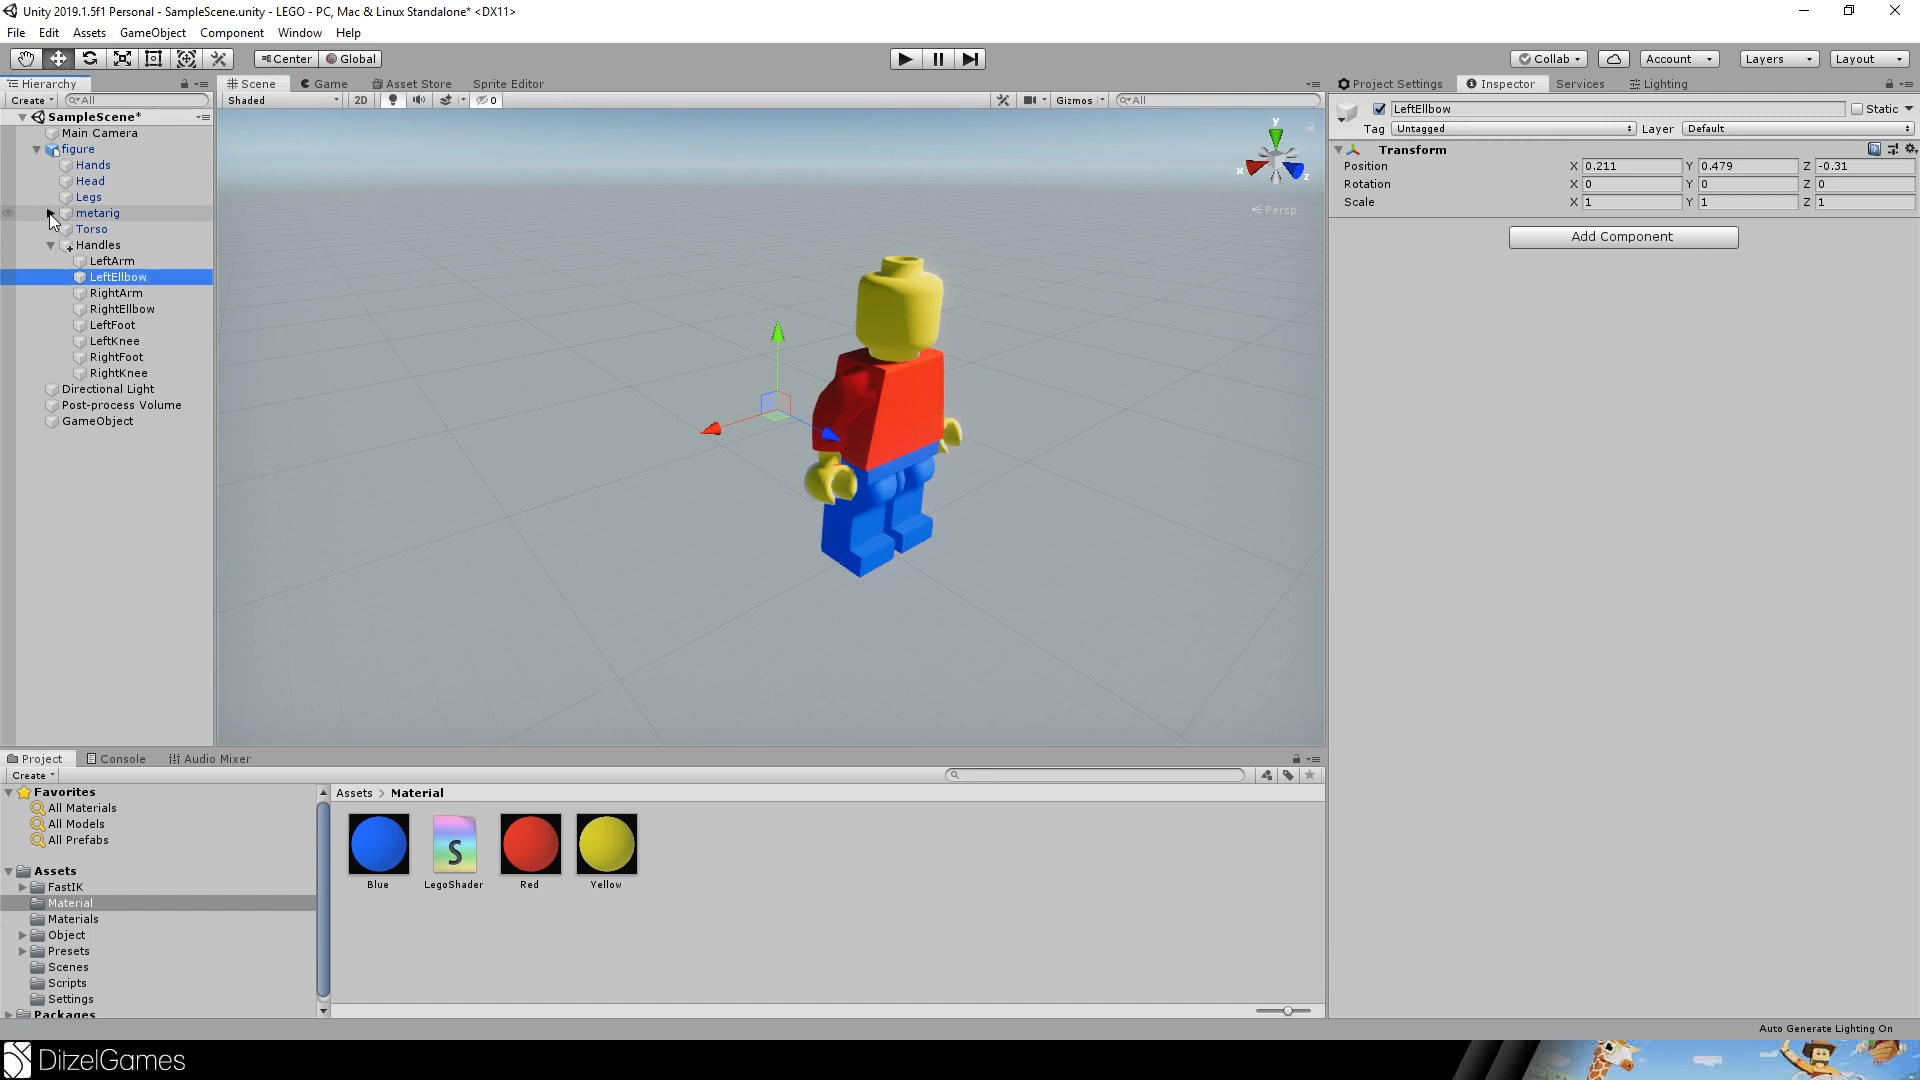 Unity 2019.1.5f1 Personal - SampleScene.unity - LEGO - PC, Mac & Linux Standalone* <DX11>
File Edit Assets GameObject Component Window Help
Center Global Collab Account Layers Layout
Hierarchy Scene Game Asset Store Sprite Editor Project Settings Inspector Services Lighting
Create All Shaded 2D 0 Gizmos All LeftEllbow Static
SampleScene*
Tag Untagged Layer Default
Main Camera
figure
Transform
Hands
Position X 0.211 Y 0.479 Z -0.31
Head
Rotation X 0 Y 0 Z 0
Legs
Scale X 1 Y 1 Z 1
metarig
Torso
Handles
LeftArm
LeftEllbow
RightArm
RightEllbow
LeftFoot
LeftKnee
RightFoot
RightKnee
Directional Light
Post-process Volume
GameObject
y
x
z
Persp
Add Component
Project Console Audio Mixer
Create
Favorites
All Materials
All Models
All Prefabs
Assets
FastIK
Material
Materials
Object
Presets
Scenes
Scripts
Settings
Packages
Assets > Material
S
Blue LegoShader Red Yellow
Auto Generate Lighting On
DitzelGames